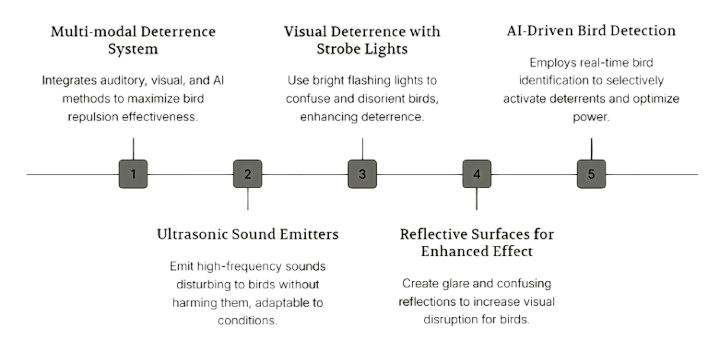 Multi-modal Deterrence
System
Integrates auditory, visual, and AI
methods to maximize bird
repulsion effectiveness.
Visual Deterrence with
Strobe Lights
Use bright flashing lights to
confuse and disorient birds,
enhancing deterrence.
AI-Driven Bird Detection
Employs real-time bird
identification to selectively
activate deterrents and optimize
power.
1
2
3
4
5
Ultrasonic Sound Emitters
Emit high-frequency sounds
disturbing to birds without
harming them, adaptable to
conditions.
Reflective Surfaces for
Enhanced Effect
Create glare and confusing
reflections to increase visual
disruption for birds.